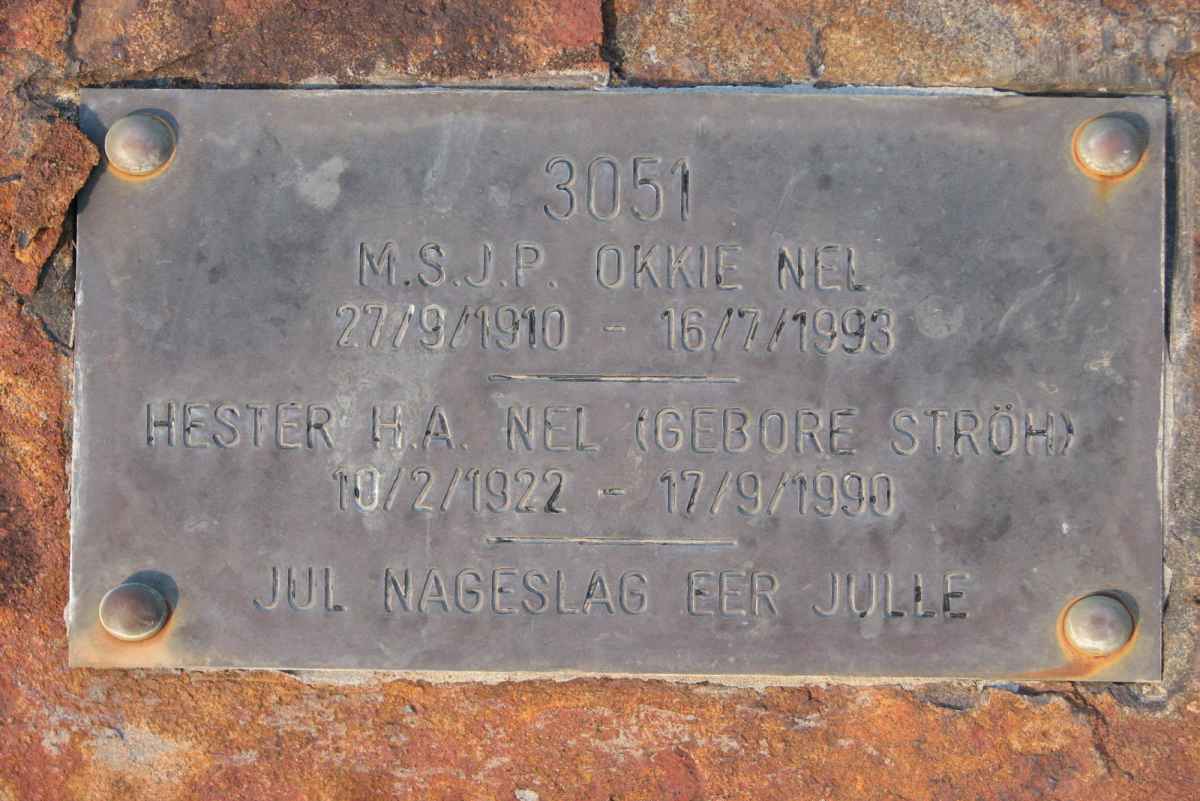 3051
M.S.J.P. OKKIE NEL
27/9/1910 - 16/7/1993
HESTER H.A. NEL (GEBORE STRÖH)
10/2/1922 - 17/9/1990
JUL NAGESLAG EER JULLE